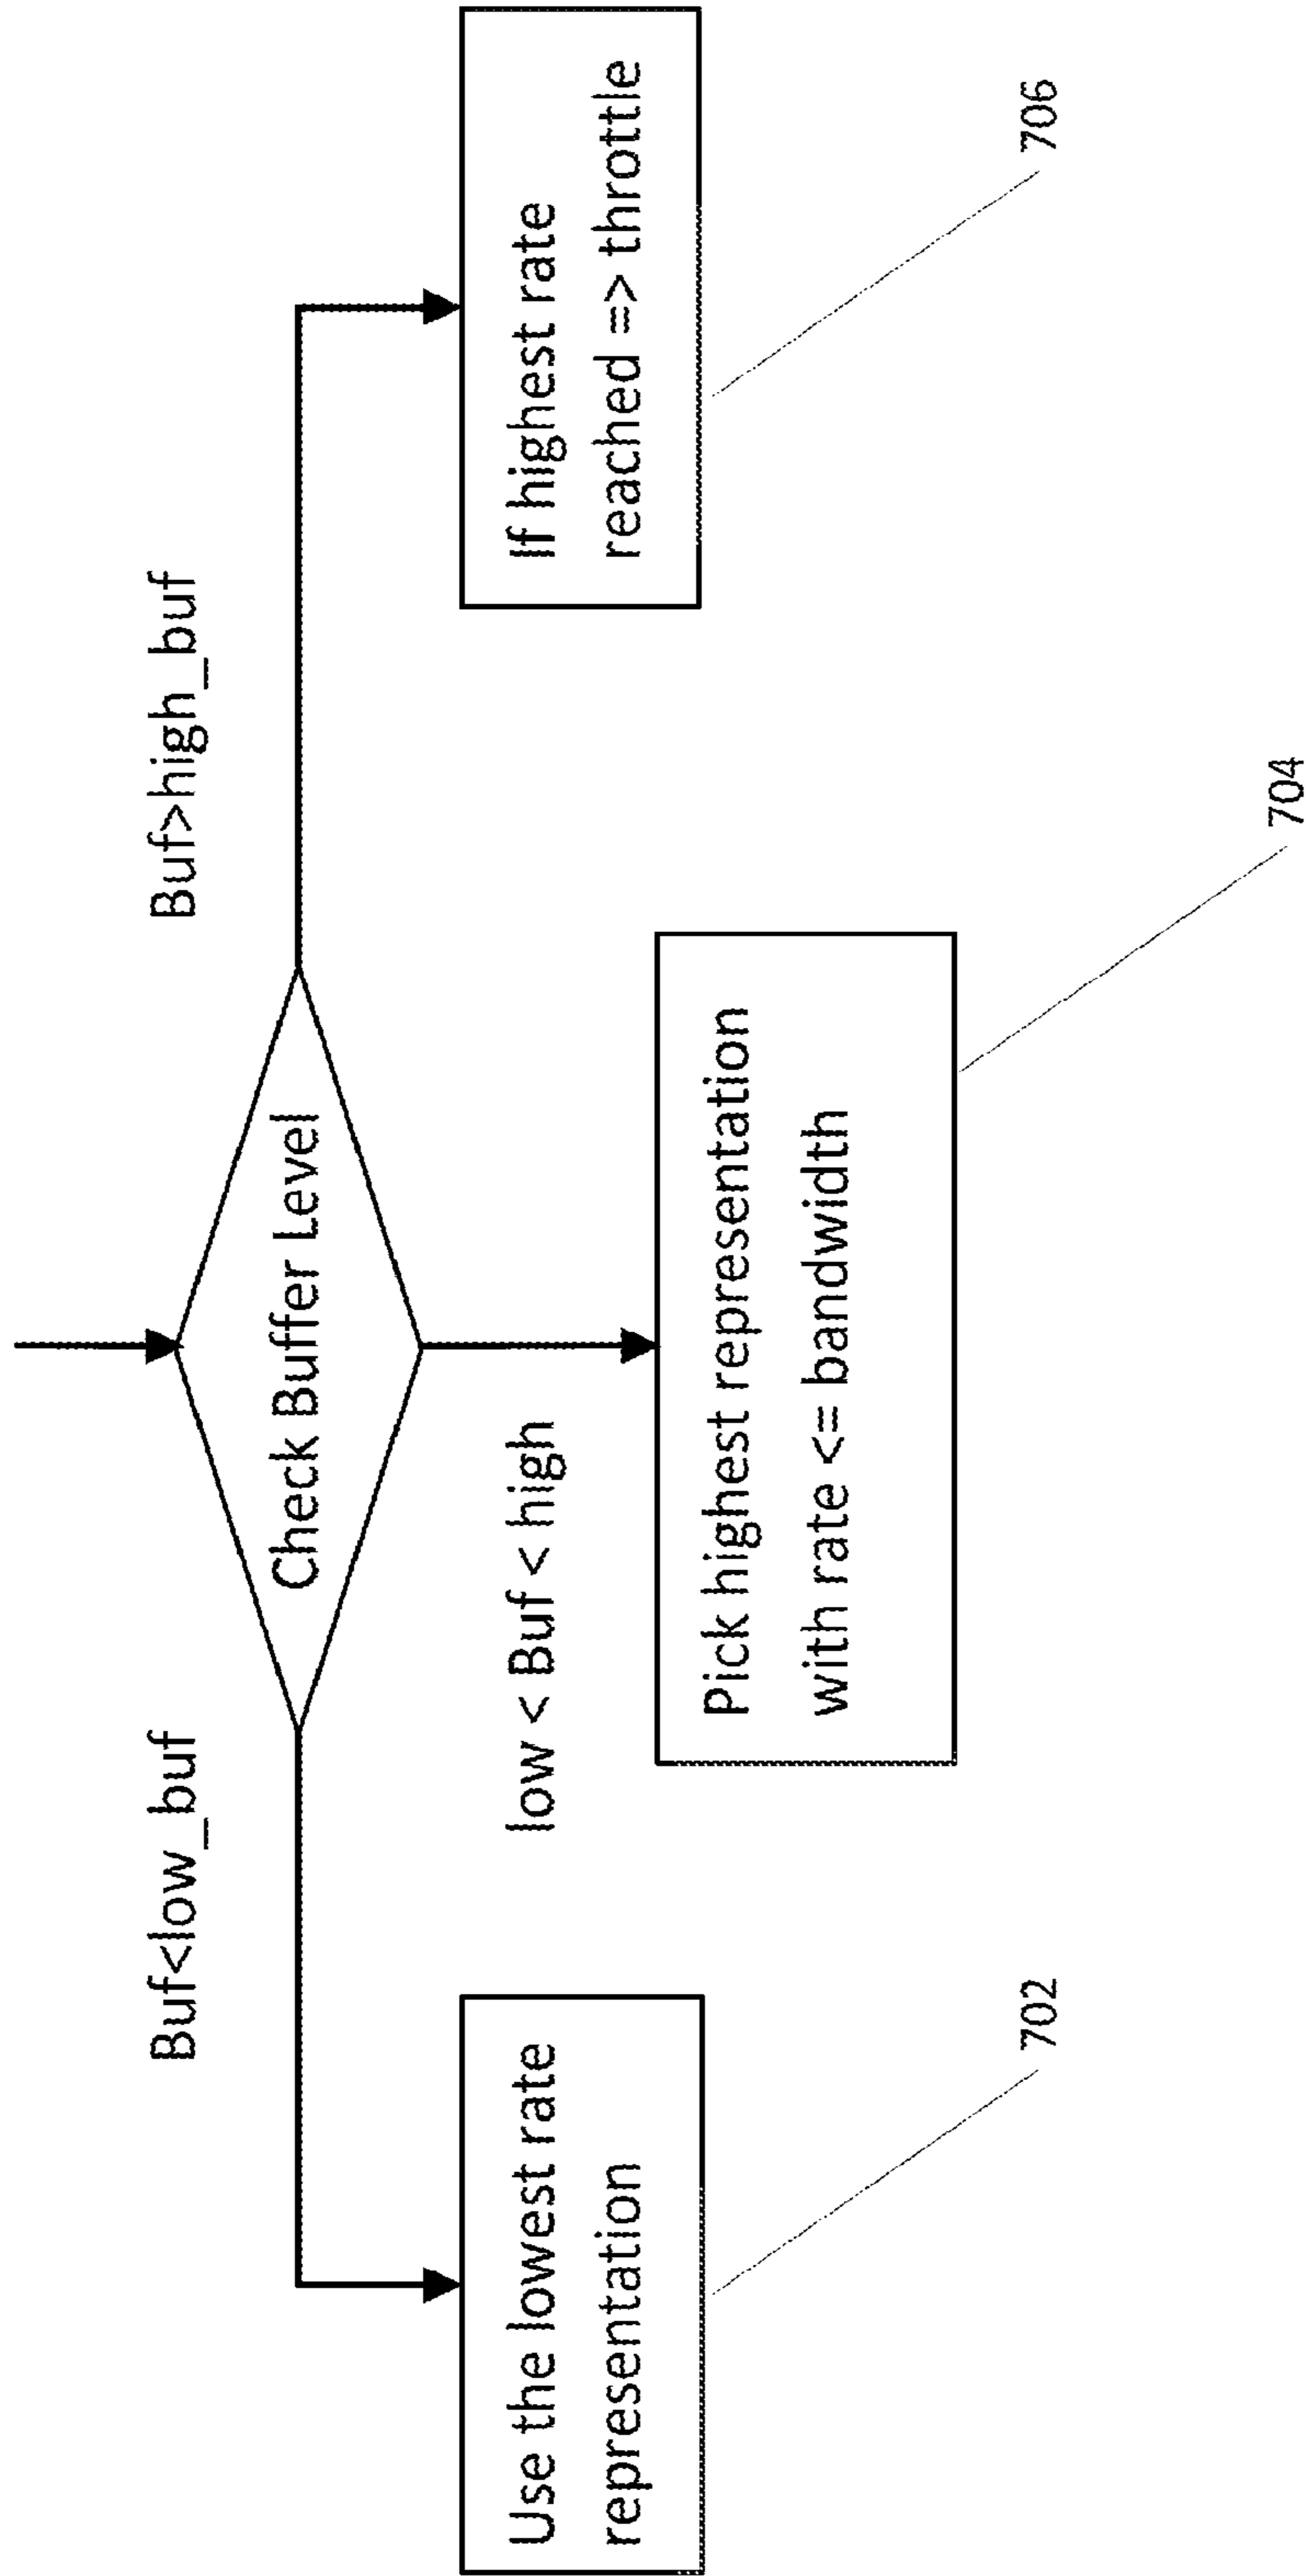 Check Buffer Level
Buf<low_buf
Buf>high_buf
low < Buf < high
Use the lowest rate
representation
702
Pick highest representation
with rate <= bandwidth
704
If highest rate
reached => throttle
706